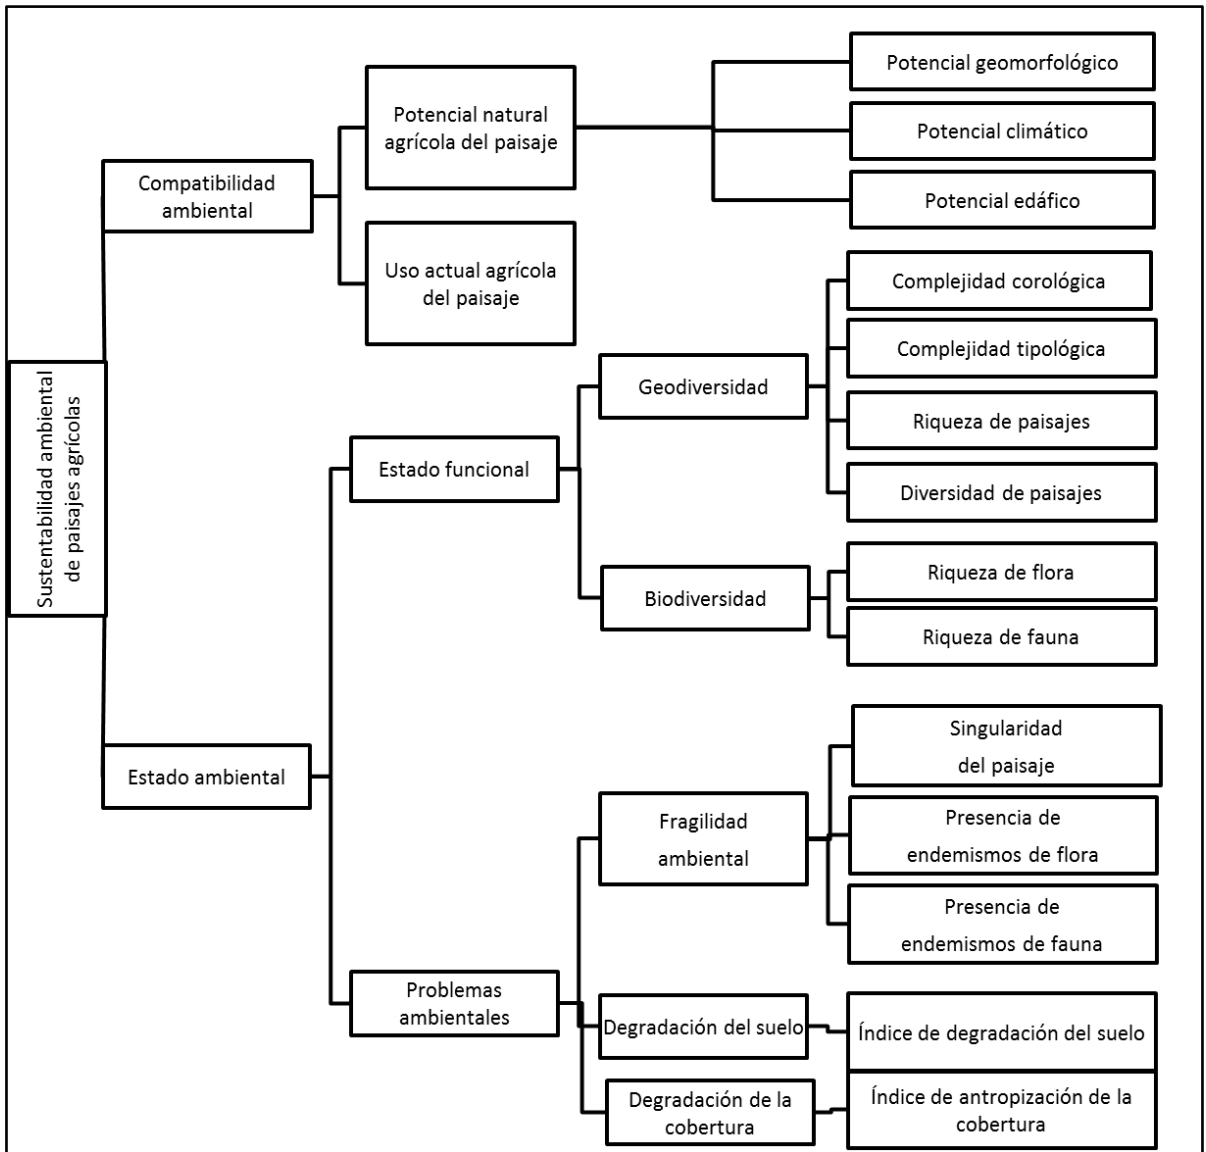 Sustentabilidad ambiental
de paisajes agrícolas
Compatibilidad
ambiental
Potencial natural
agrícola del paisaje
Potencial geomorfológico
Potencial climático
Potencial edáfico
Uso actual agrícola
del paisaje
Estado ambiental
Estado funcional
Geodiversidad
Complejidad corológica
Complejidad tipológica
Riqueza de paisajes
Diversidad de paisajes
Biodiversidad
Riqueza de flora
Riqueza de fauna
Problemas
ambientales
Fragilidad
ambiental
Singularidad
del paisaje
Presencia de
endemismos de flora
Presencia de
endemismos de fauna
Degradación del suelo
Índice de degradación del suelo
Degradación de la
cobertura
Índice de antropización de la
cobertura